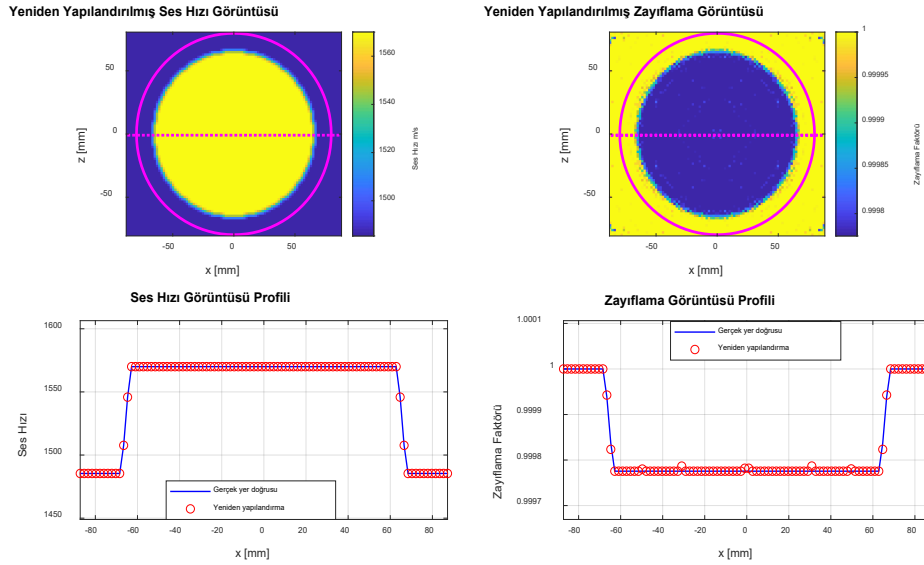 Yeniden Yapılandırılmış Ses Hızı Görüntüsü
50
0
-50
z [mm]
-50
0
50
x [mm]
1560
1540
1520
1500
Ses Hızı m/s
Yeniden Yapılandırılmış Zayıflama Görüntüsü
50
0
-50
z [mm]
-50
0
50
x [mm]
1
0.99995
0.9999
0.99985
0.9998
Zayıflama Faktörü
Ses Hızı Görüntüsü Profili
1600
1550
1500
1450
Ses Hızı
Gerçek yer doğrusu
Yeniden yapılandırma
-80
-60
-40
-20
0
20
40
60
80
x [mm]
Zayıflama Görüntüsü Profili
1.0001
1
0.9999
0.9998
0.9997
Zayıflama Faktörü
Gerçek yer doğrusu
Yeniden yapılandırma
-80
-60
-40
-20
0
20
40
60
80
x [mm]